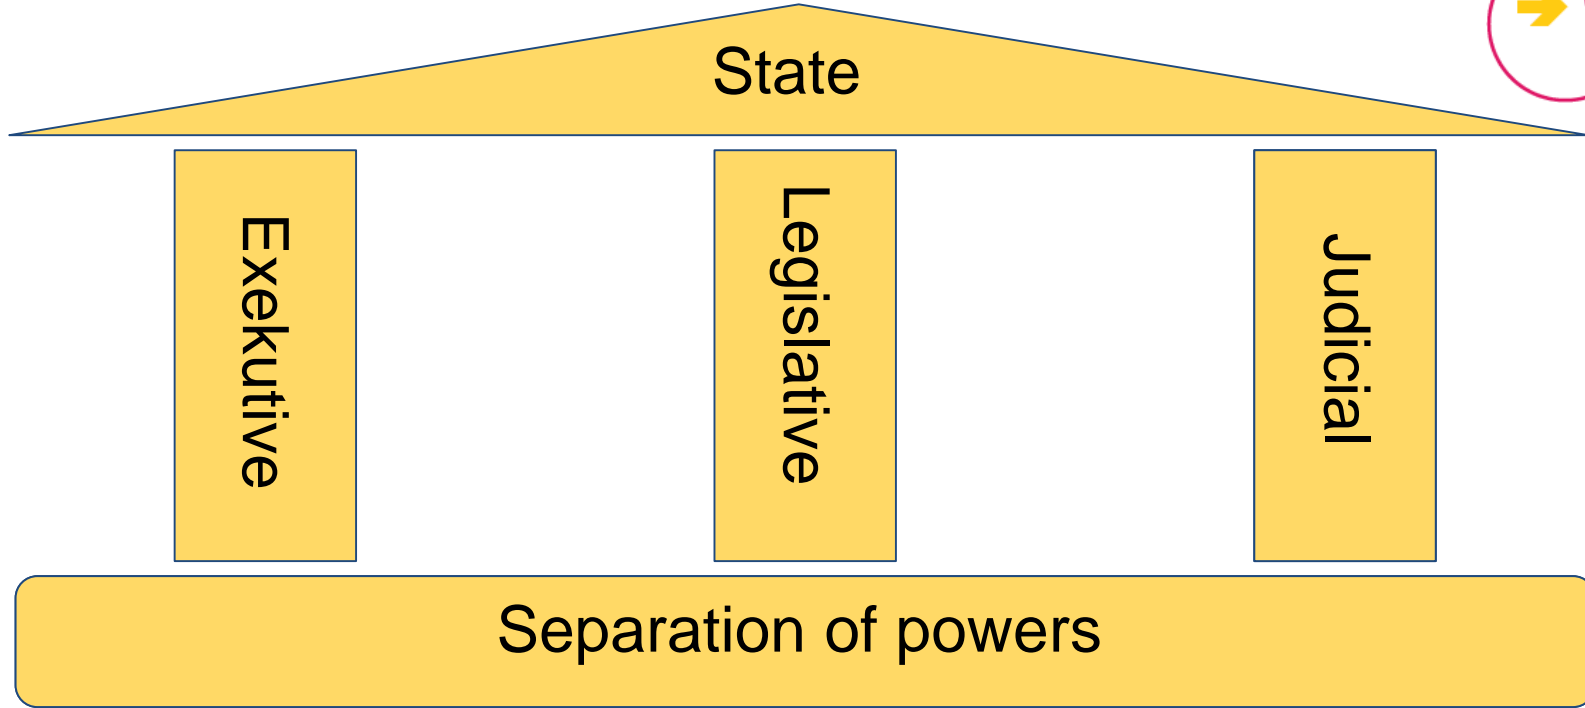 State
Exekutive
Legislative
Judicial
Separation of powers